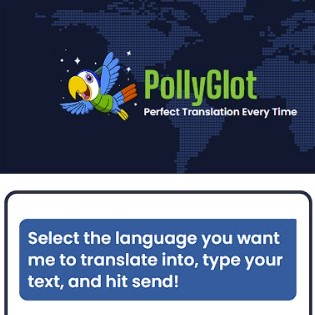 PollyGlot
Perfect Translation Every Time
Select the language you want
me to translate into, type your
text, and hit send!